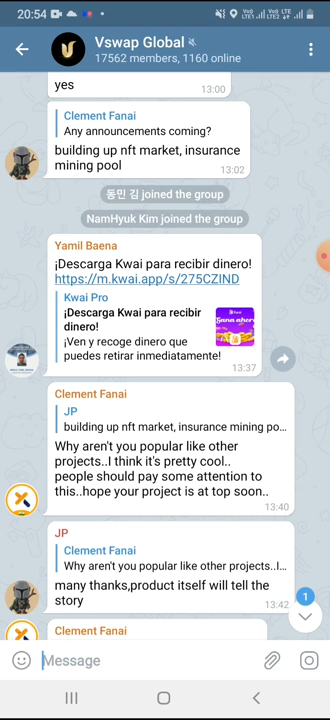 20:54
Vo) LTE1 Vo) LTE LTE2
Vswap Global
17562 members, 1160 online
yes
13:00
Clement Fanai
Any announcements coming?
building up nft market, insurance
mining pool
13:02
동민 김 joined the group
NamHyuk Kim joined the group
Yamil Baena
¡Descarga Kwai para recibir dinero!
https://m.kwai.app/s/275CZIND
Kwai Pro
¡Descarga Kwai para recibir
dinero!
¡Ven y recoge dinero que
puedes retirar inmediatamente!
13:37
Clement Fanai
JP
building up nft market, insurance mining po...
Why aren't you popular like other
projects..I think it's pretty cool..
people should pay some attention to
this..hope your project is at top soon..
13:40
JP
Clement Fanai
Why aren't you popular like other projects..I...
many thanks,product itself will tell the
story
13:42
1
Clement Fanai
Message